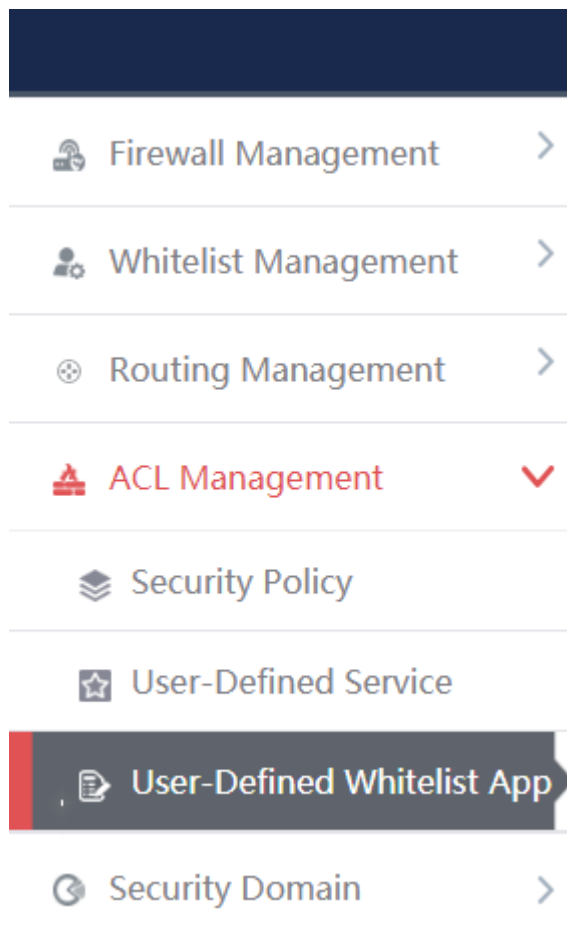 Firewall Management
Whitelist Management
Routing Management
ACL Management
Security Policy
User-Defined Service
User-Defined Whitelist App
Security Domain